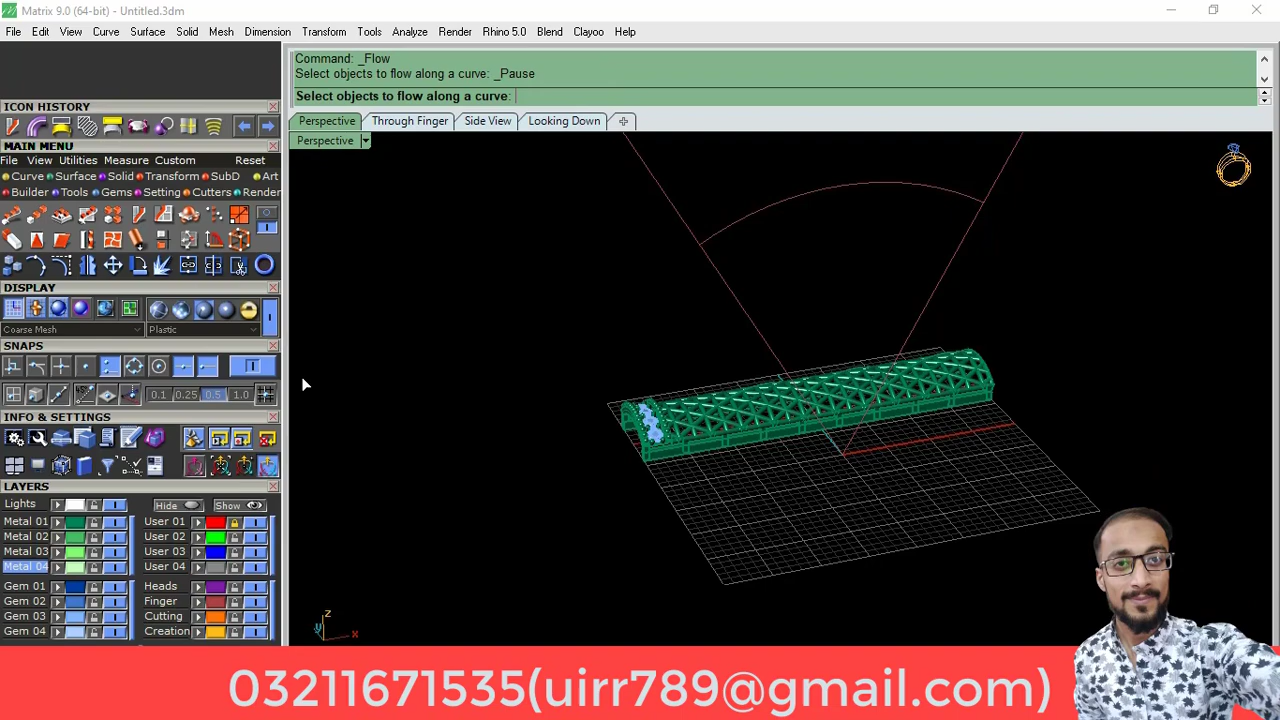 Matrix 9.0 (64-bit) - Untitled.3dm
File Edit View Curve Surface Solid Mesh Dimension Transform Tools Analyze Render Rhino 5.0 Blend Clayoo Help
Command: _Flow
Select objects to flow along a curve: _Pause
Select objects to flow along a curve:
Perspective Through Finger Side View Looking Down
Perspective
ICON HISTORY
MAIN MENU
File View Utilities Measure Custom Reset
Curve Surface Solid Transform SubD Art
Builder Tools Gems Setting Cutters Render
DISPLAY
Coarse Mesh Plastic
SNAPS
0.1 0.25 0.5 1.0
INFO & SETTINGS
LAYERS
Lights Hide Show
Metal 01 User 01
Metal 02 User 02
Metal 03 User 03
Metal 04 User 04
Gem 01 Heads
Gem 02 Finger
Gem 03 Cutting
Gem 04 Creation
z
y x
03211671535(uirr789@gmail.com)